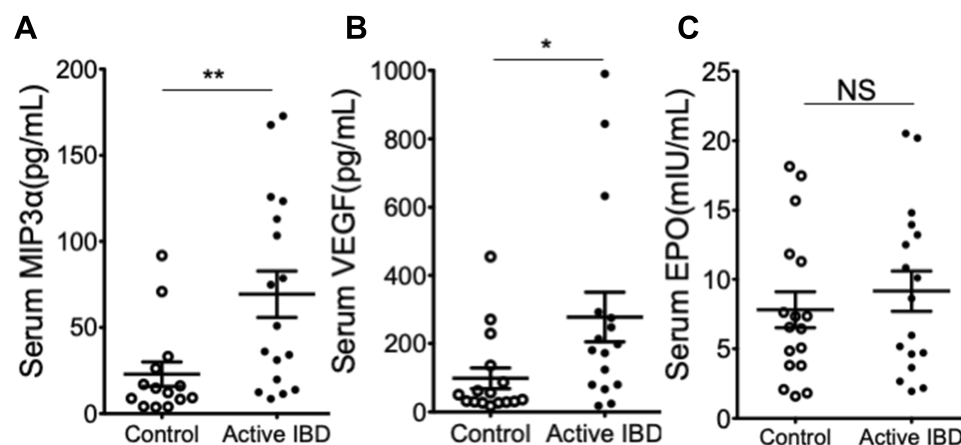 A
Serum MIP3α(pg/mL)
200
150
100
50
0
**
Control Active IBD
B
Serum VEGF(pg/mL)
1000
800
600
400
200
0
*
Control Active IBD
C
Serum EPO(mIU/mL)
25
20
15
10
5
0
NS
Control Active IBD